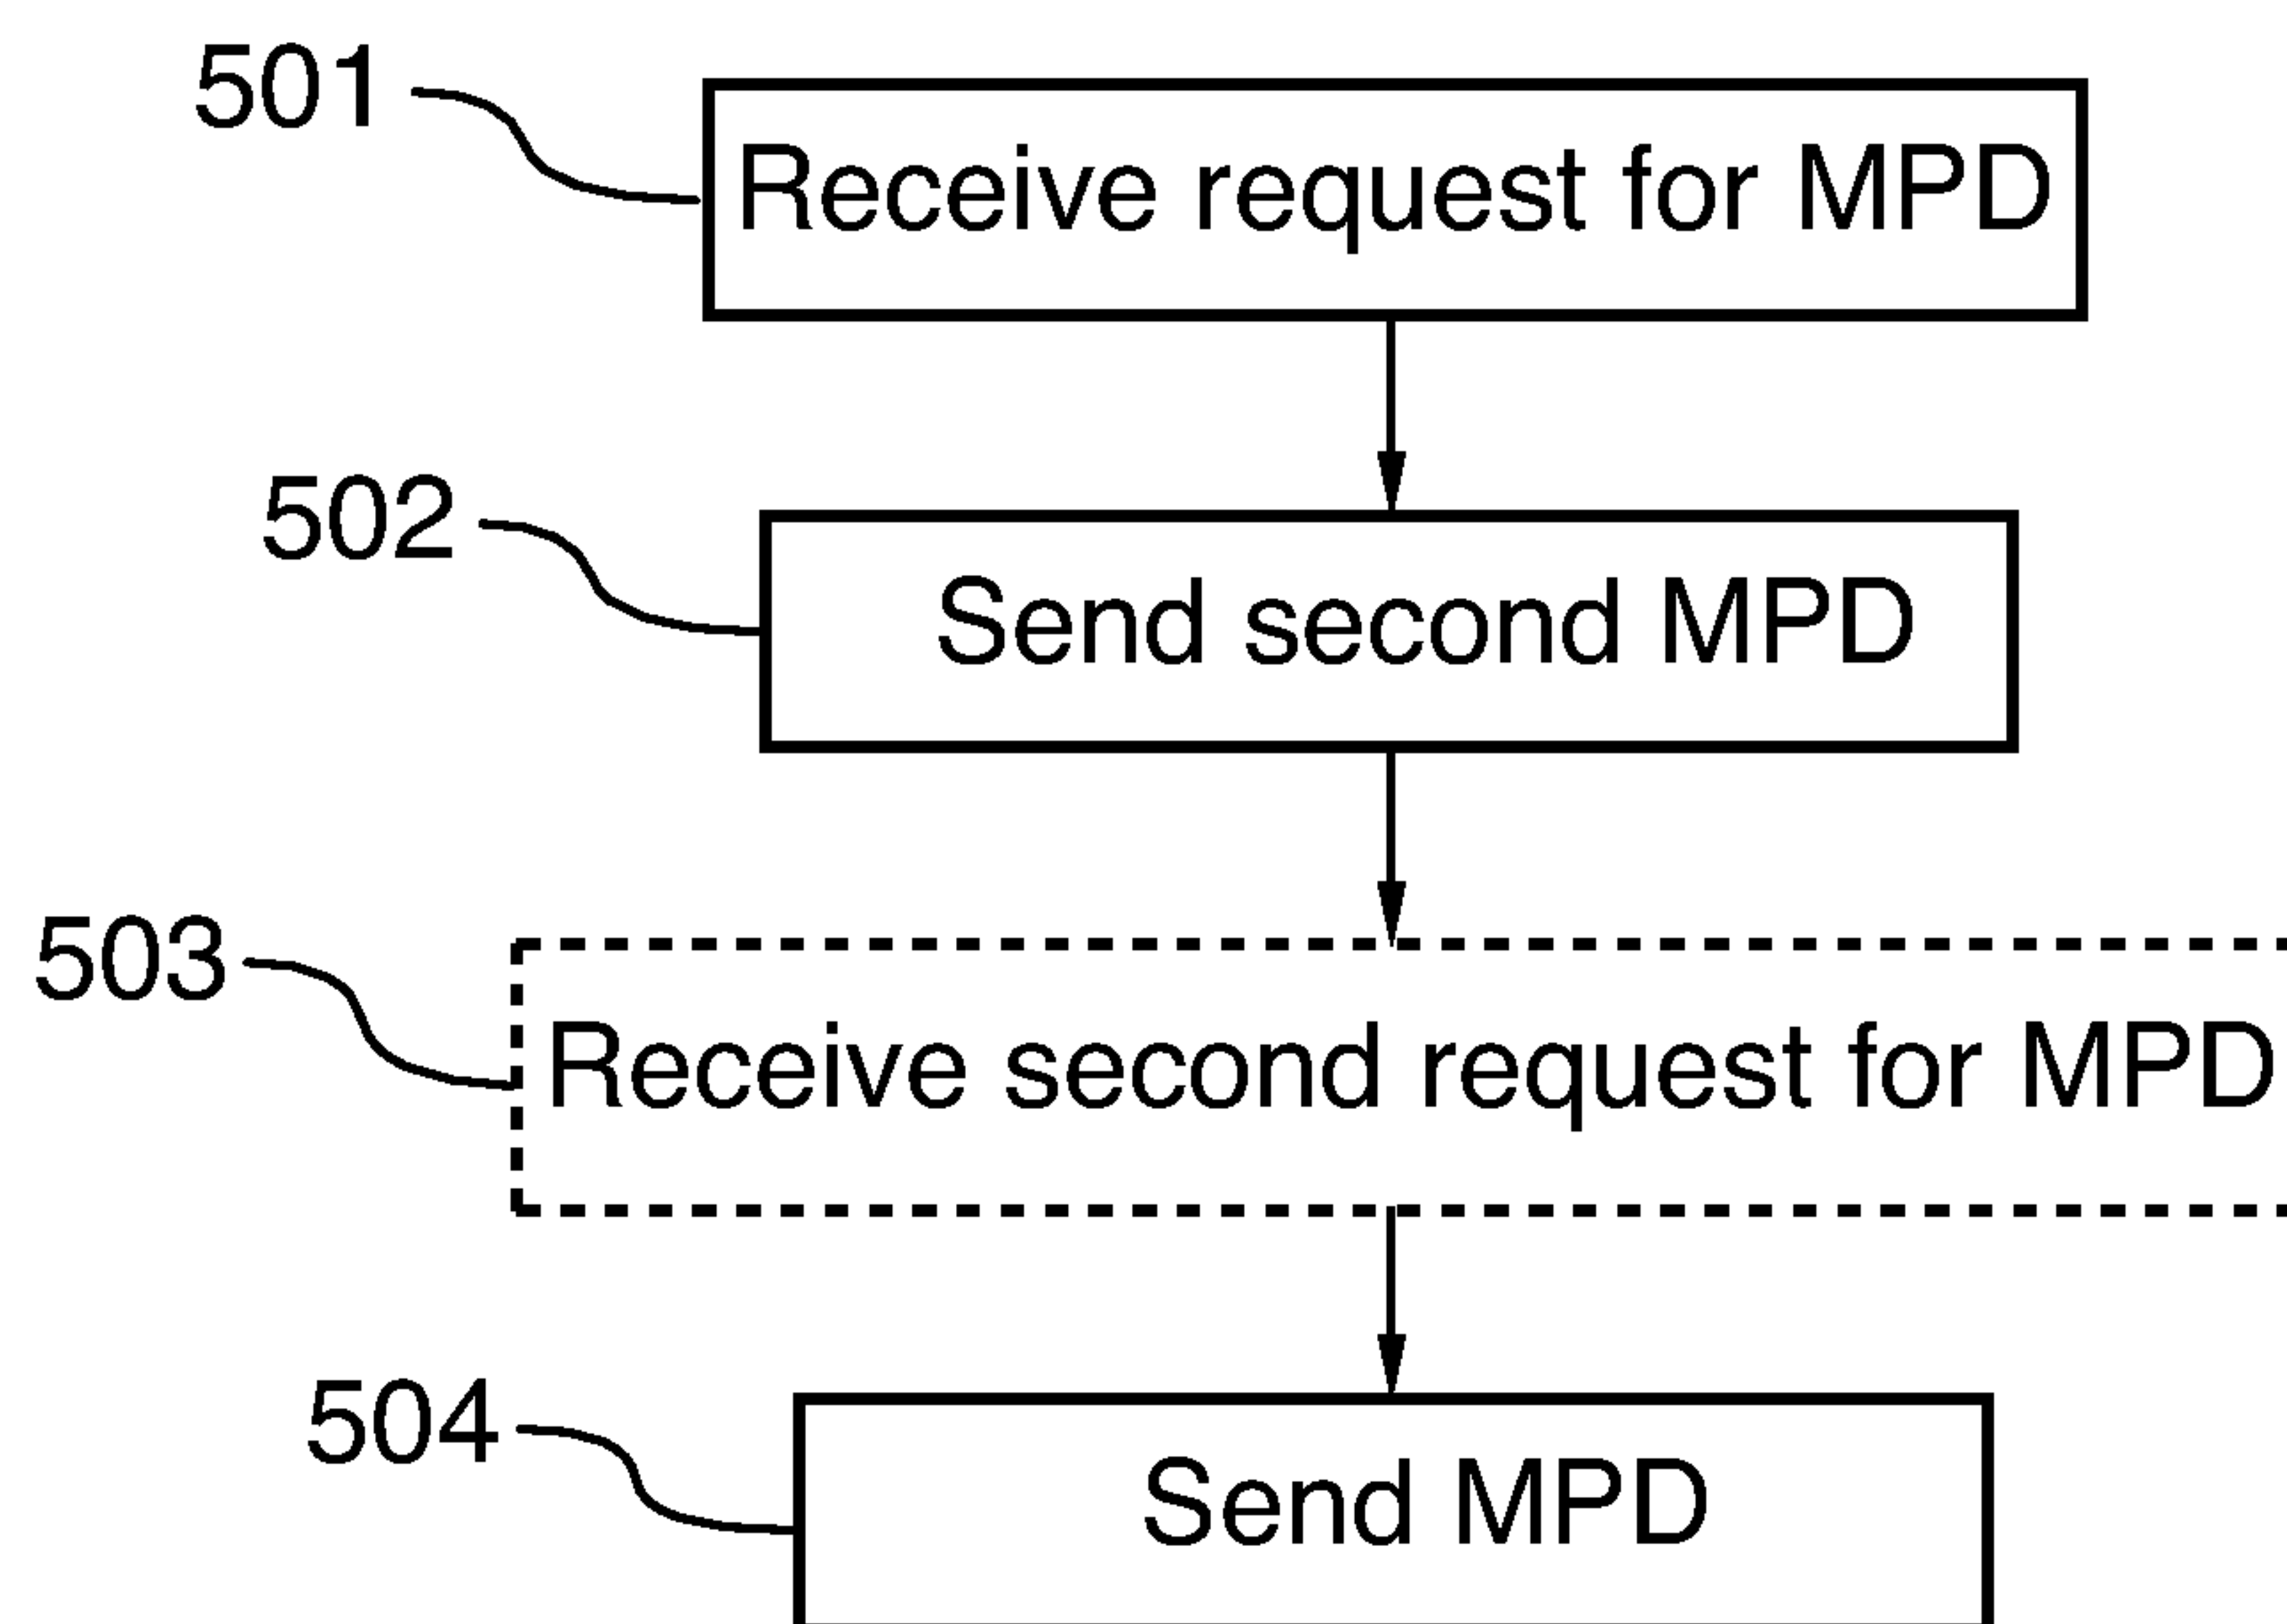 501
Receive request for MPD
502
Send second MPD
503
Receive second request for MPD
504
Send MPD